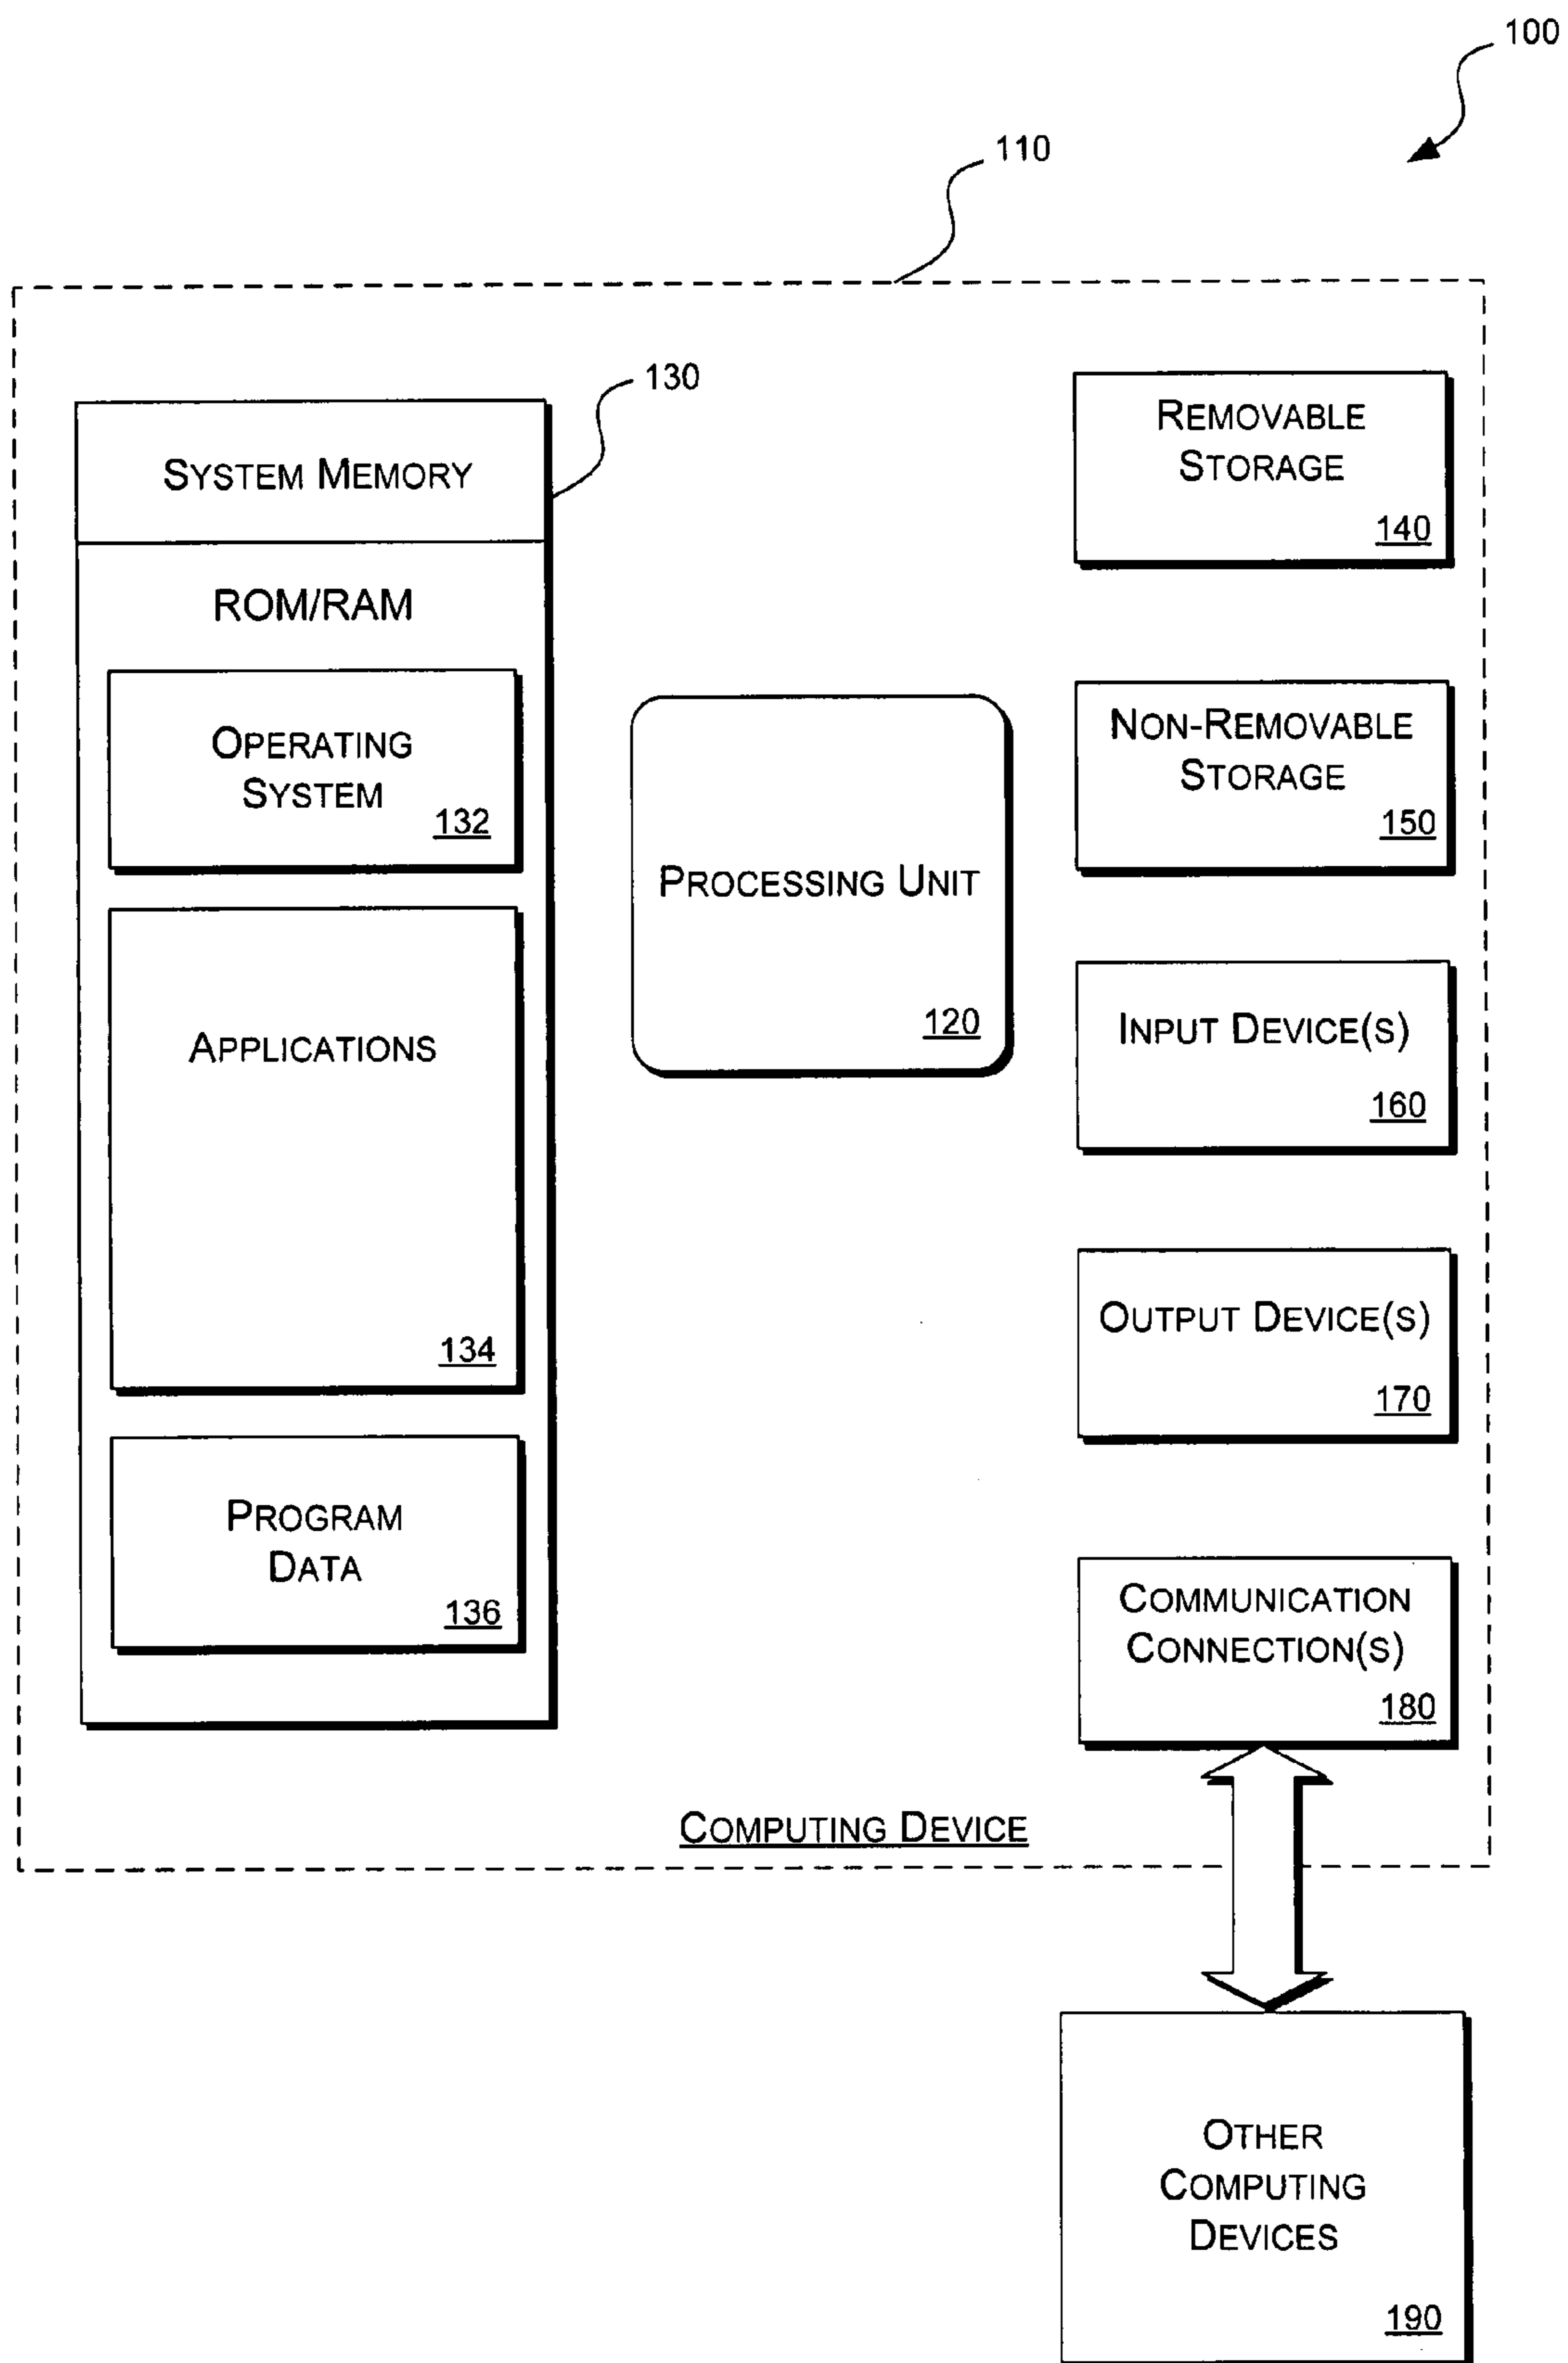 100
110
130
SYSTEM MEMORY
ROM/RAM
OPERATING
SYSTEM
132
APPLICATIONS
134
PROGRAM
DATA
136
PROCESSING UNIT
120
REMOVABLE
STORAGE
140
NON-REMOVABLE
STORAGE
150
INPUT DEVICE(S)
160
OUTPUT DEVICE(S)
170
COMMUNICATION
CONNECTION(S)
180
COMPUTING DEVICE
OTHER
COMPUTING
DEVICES
190